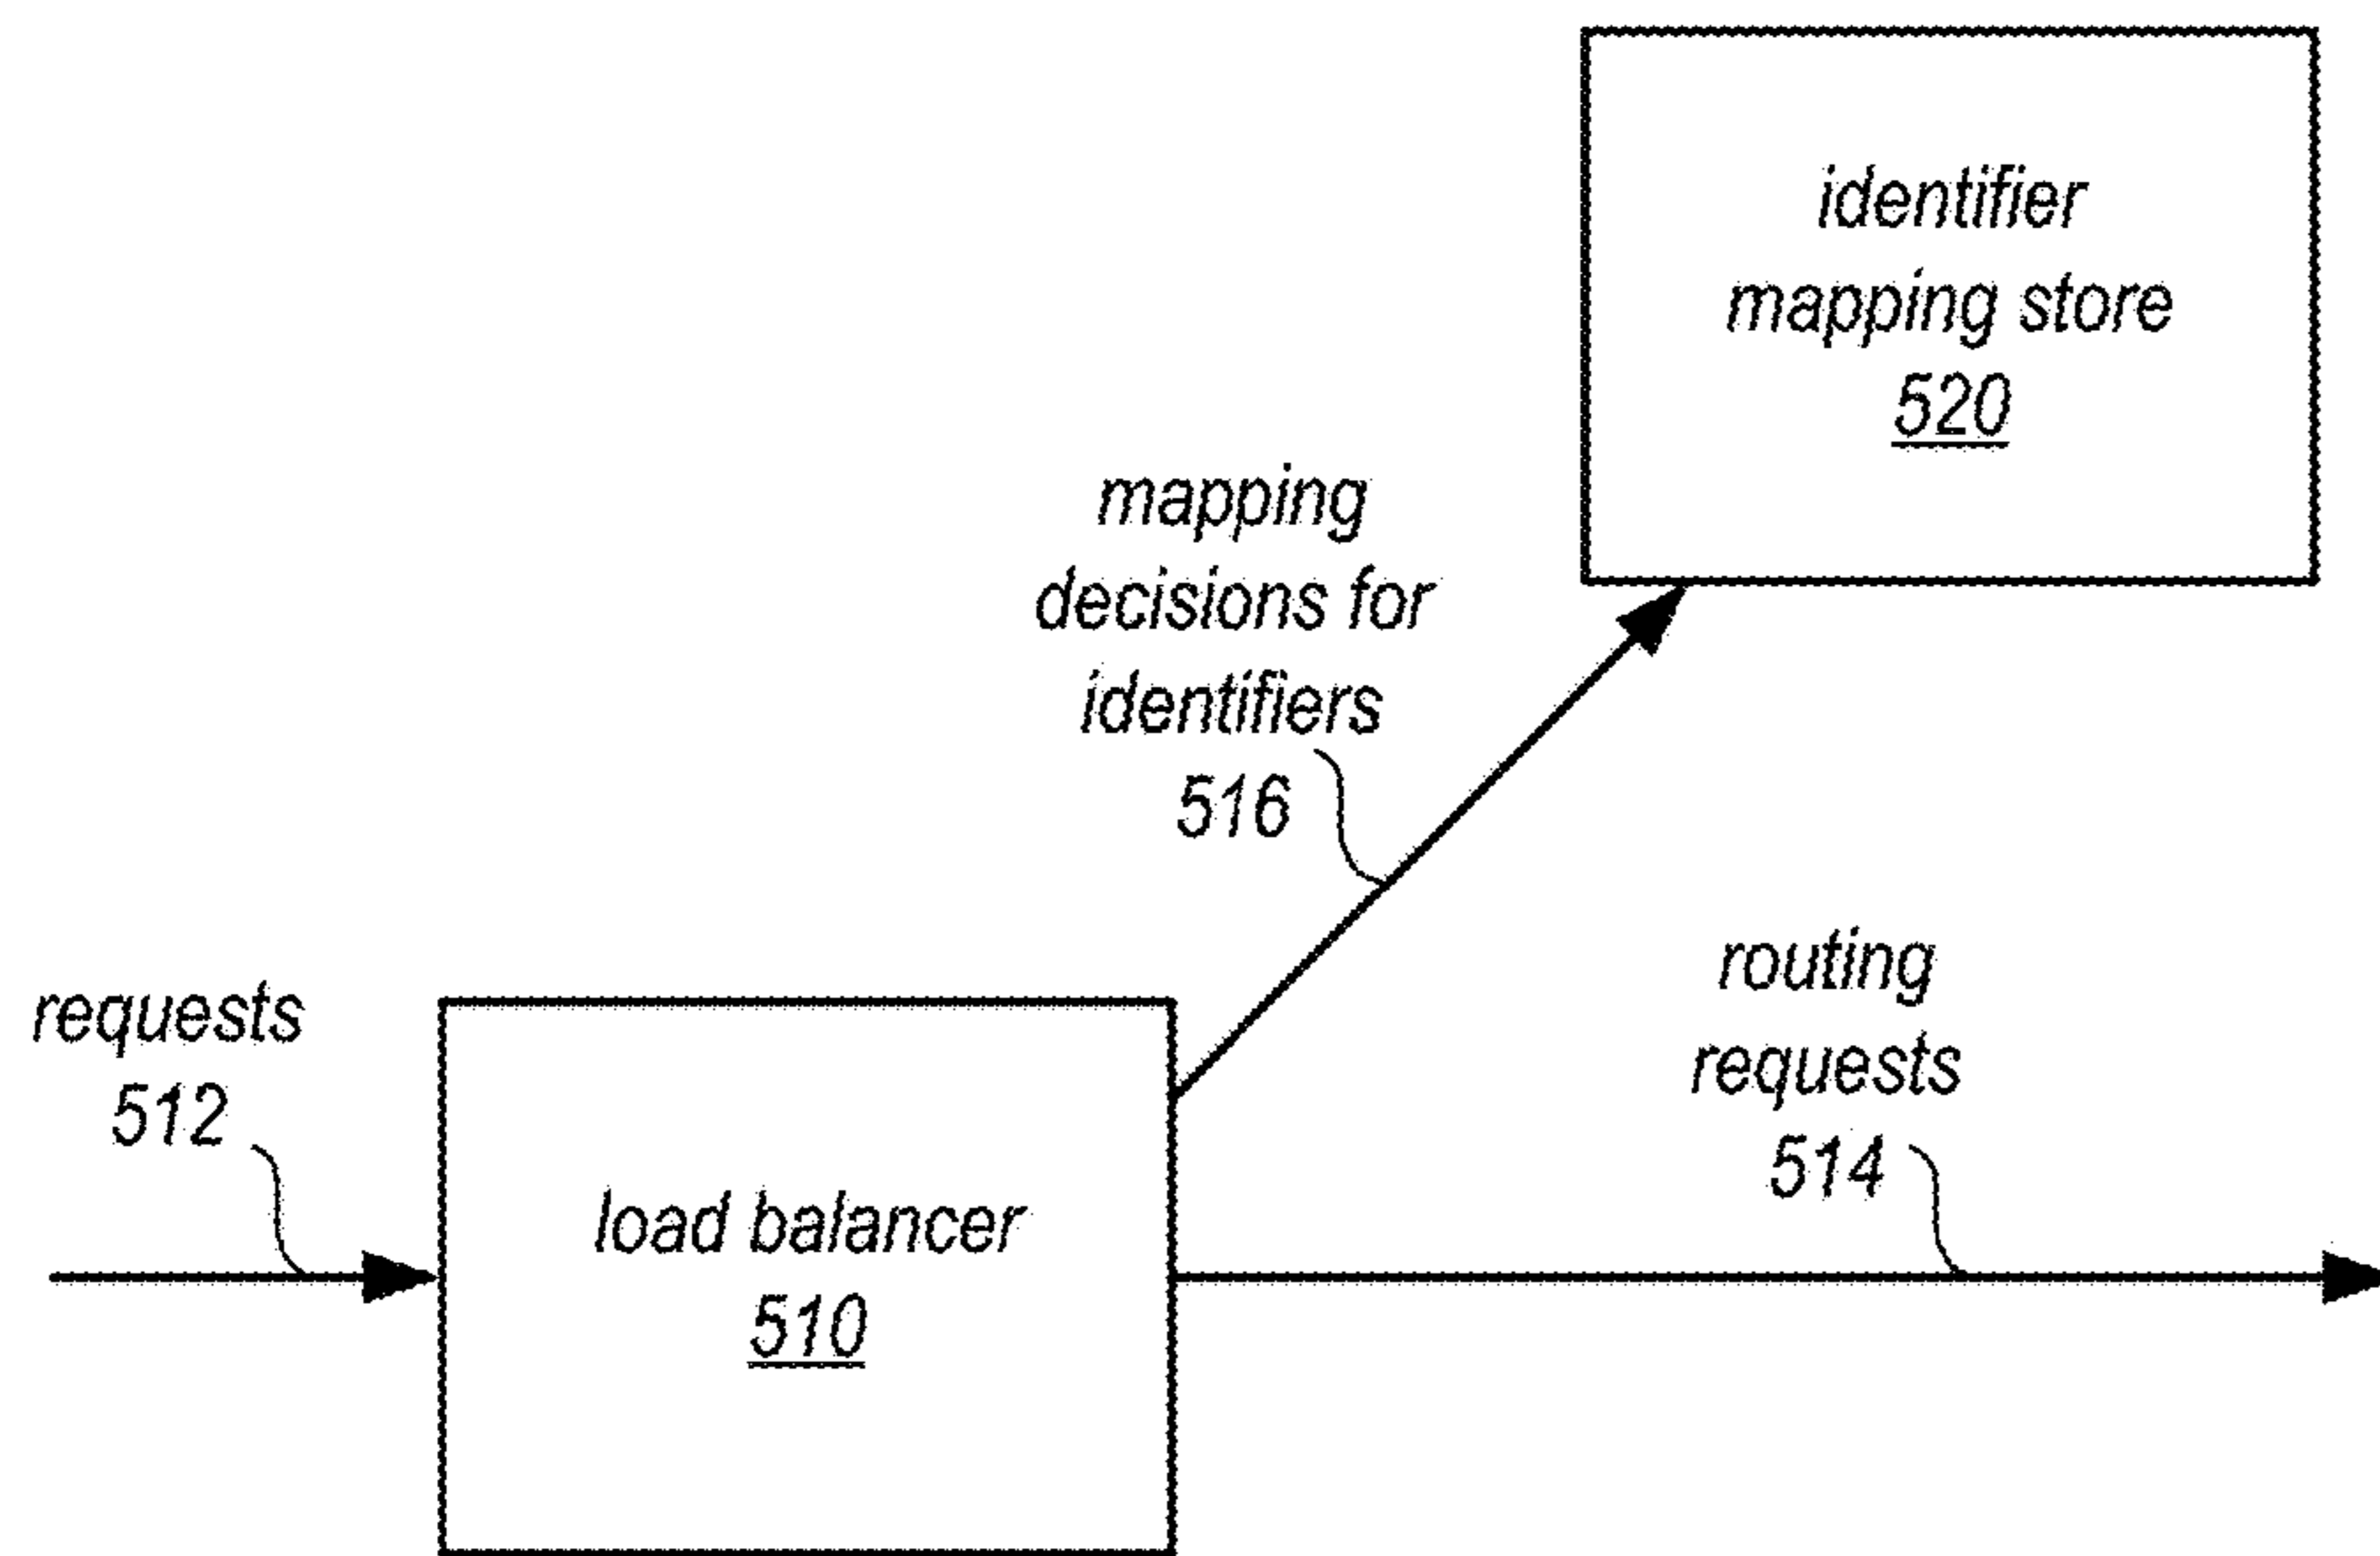 identifier
mapping store
520
mapping
decisions for
identifiers
516
routing
requests
514
requests
512
load balancer
510